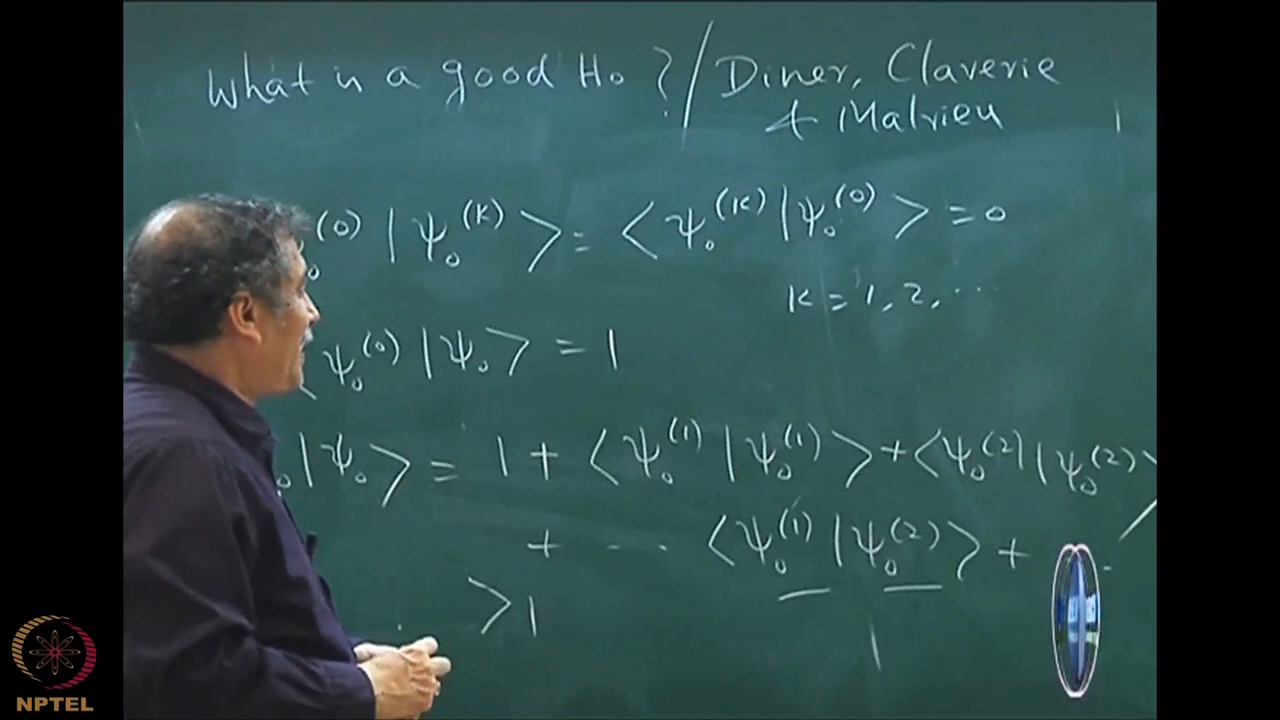 What is a good H₀ ? / Diner, Claverie
& Malrieu
₀⁽⁰⁾ | ψ₀⁽ᴷ⁾ > = < ψ₀⁽ᴷ⁾ | ψ₀⁽⁰⁾ > = 0
K = 1, 2, ...
< ψ₀⁽⁰⁾ | ψ₀ > = 1
₀ | ψ₀ > = 1 + < ψ₀⁽¹⁾ | ψ₀⁽¹⁾ > + < ψ₀⁽²⁾ | ψ₀⁽²⁾ >
+ ... < ψ₀⁽¹⁾ | ψ₀⁽²⁾ > + ..
> 1
NPTEL